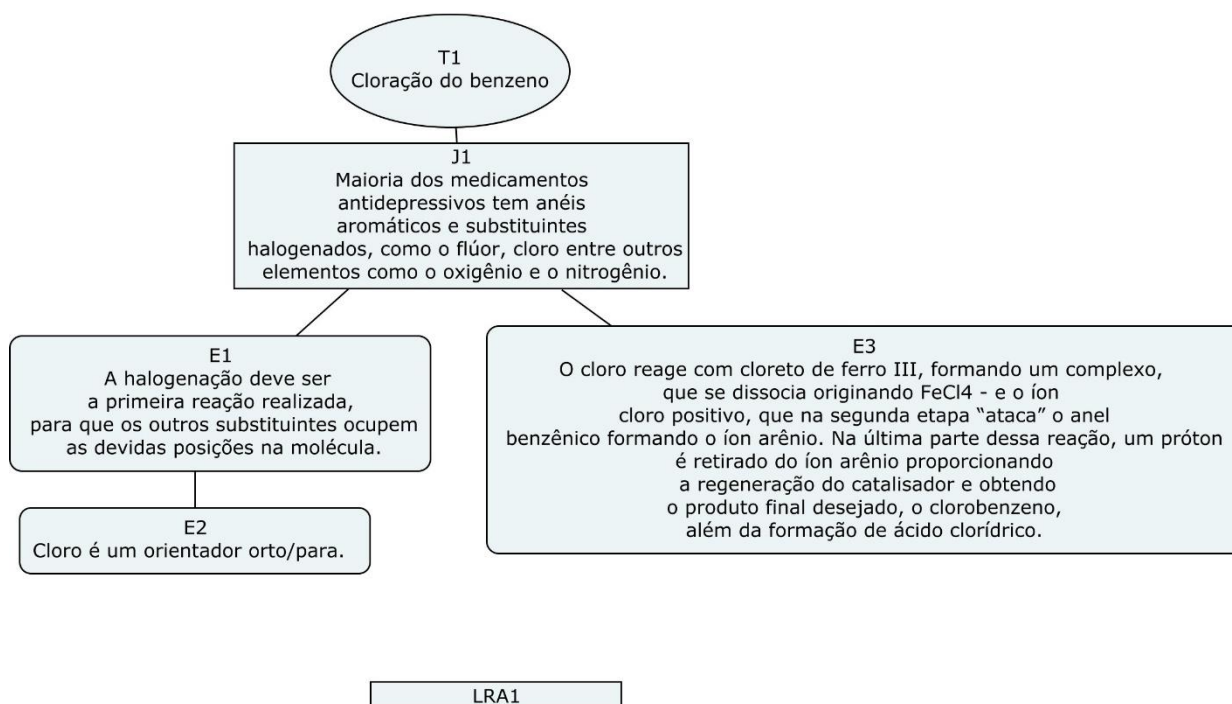 T1
Cloração do benzeno
J1
Maioria dos medicamentos
antidepressivos tem anéis
aromáticos e substituintes
halogenados, como o flúor, cloro entre outros
elementos como o oxigênio e o nitrogênio.
E1
A halogenação deve ser
a primeira reação realizada,
para que os outros substituintes ocupem
as devidas posições na molécula.
E2
Cloro é um orientador orto/para.
E3
O cloro reage com cloreto de ferro III, formando um complexo,
que se dissocia originando FeCl4 - e o íon
cloro positivo, que na segunda etapa “ataca” o anel
benzênico formando o íon arênio. Na última parte dessa reação, um próton
é retirado do íon arênio proporcionando
a regeneração do catalisador e obtendo
o produto final desejado, o clorobenzeno,
além da formação de ácido clorídrico.
LRA1